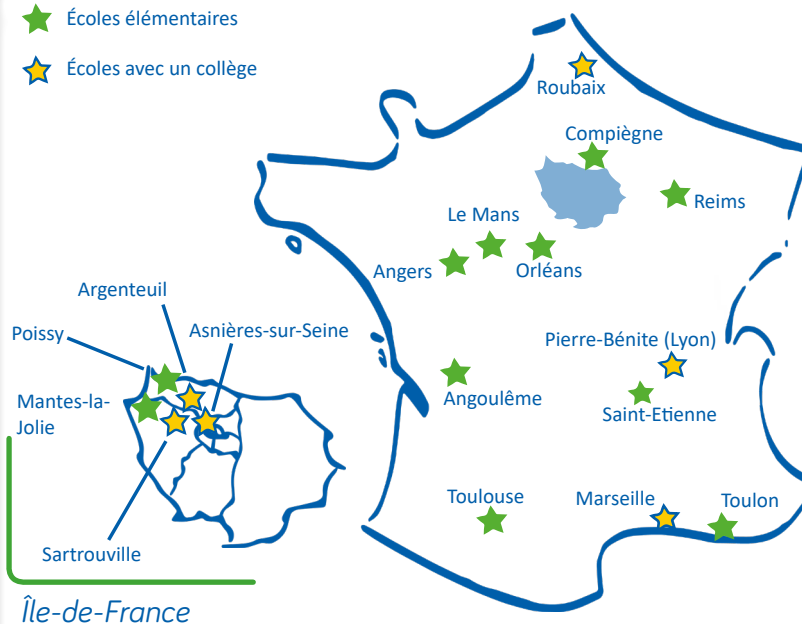 Écoles élémentaires
Écoles avec un collège
Roubaix
Compiègne
Reims
Le Mans
Angers
Orléans
Argenteuil
Asnières-sur-Seine
Poissy
Pierre-Bénite (Lyon)
Mantes-la-
Jolie
Angoulême
Saint-Etienne
Toulouse
Marseille
Toulon
Sartrouville
Île-de-France